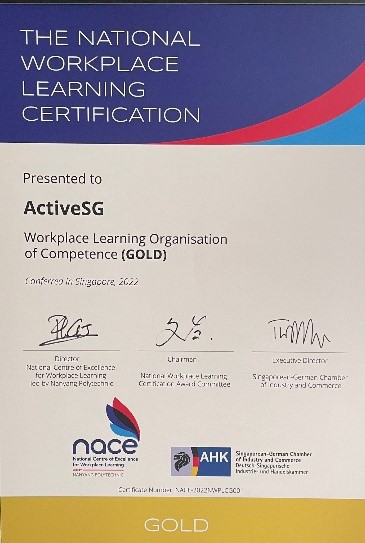 THE NATIONAL
WORKPLACE
LEARNING
CERTIFICATION
Presented to
ActiveSG
Workplace Learning Organisation
of Competence (GOLD)
Conferred in Singapore, 2022
Director
National Centre of Excellence
for Workplace Learning
led by Nanyang Polytechnic
Chairman
National Workplace Learning
Certification Award Committee
Executive Director
Singaporean-German Chamber
of Industry and Commerce
nace
National Centre of Excellence
for Workplace Learning
NANYANG POLYTECHNIC
AHK
Singaporean-German Chamber
of Industry and Commerce
Deutsch-Singapurische
Industrie- und Handelskammer
Certificate Number:
GOLD